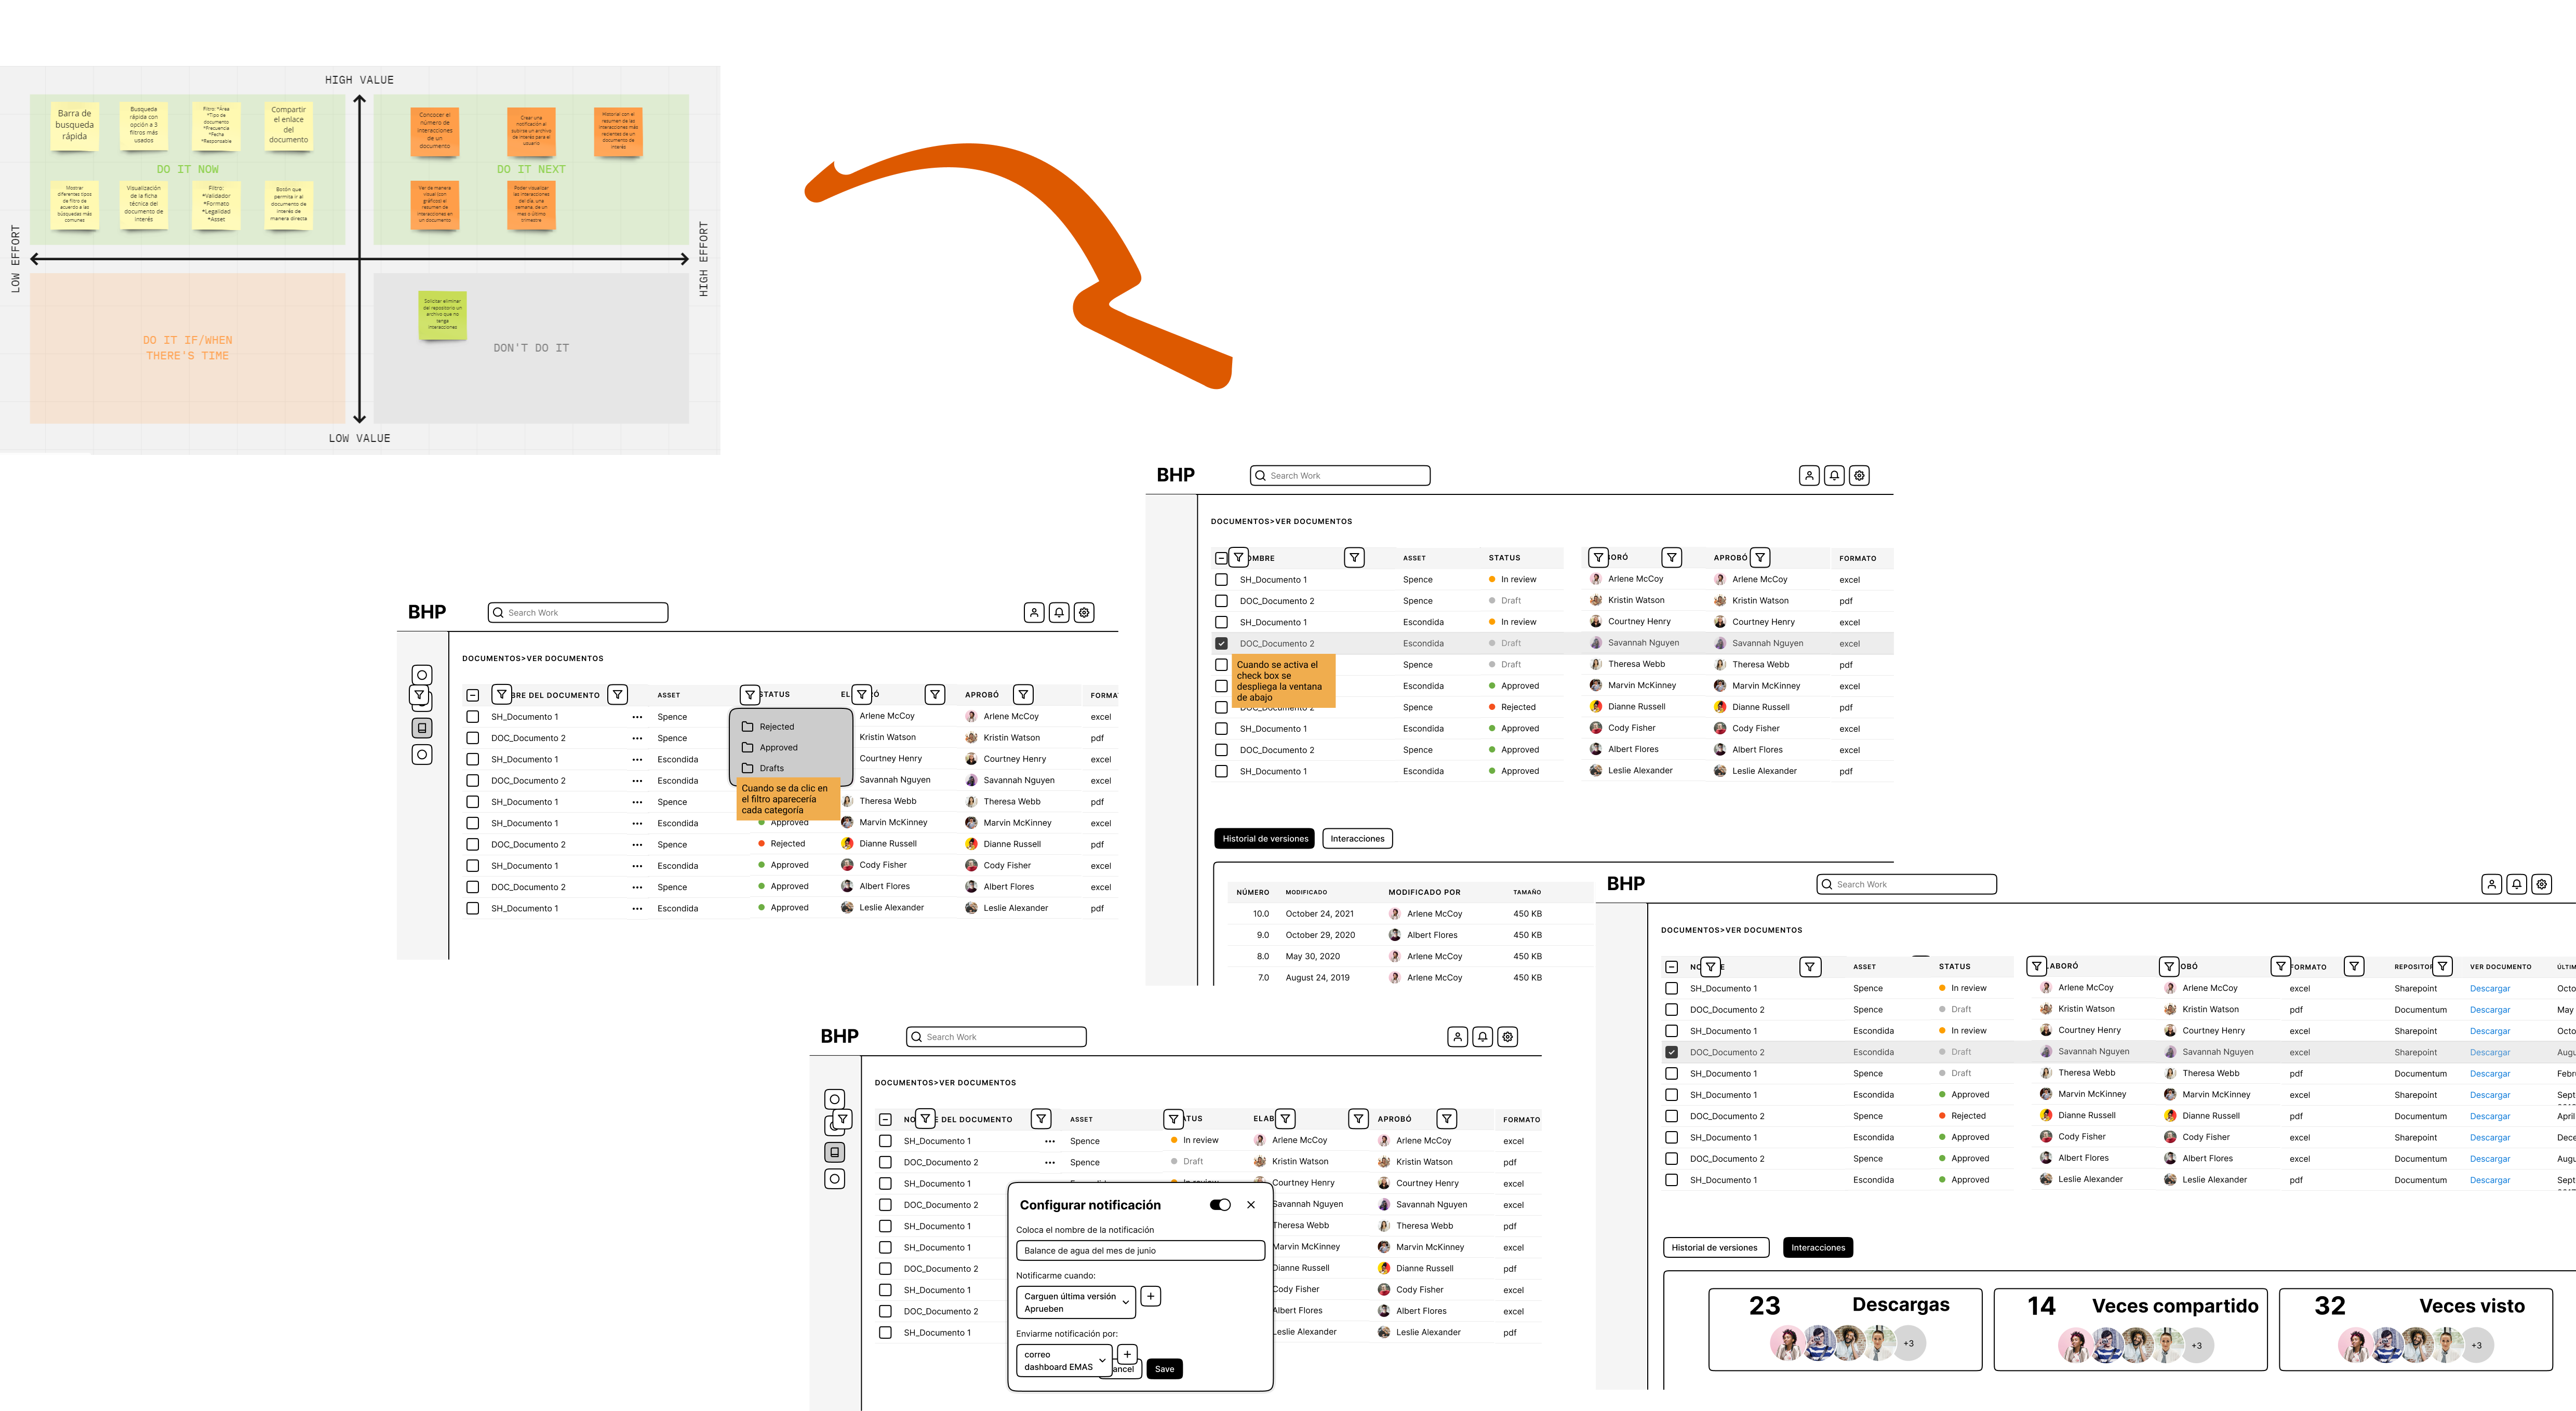 HIGH VALUE
Barra de
busqueda
rápida
Busqueda
rápida con
opción a 3
filtros más
usados
Filtro: *Área
*Tipo de
documento
*Frecuencia
*Fecha
*Responsable
Compartir
el enlace
del
documento
DO IT NOW
Mostrar
diferentes tipos
de filtro de
acuerdo a las
búsquedas más
comunes
Visualización
de la ficha
técnica del
documento de
interés
Filtro:
*Validador
*Formato
*Legalidad
*Asset
Botón que
permita ir al
documento de
interés de
manera directa
Concocer el
número de
interacciones
de un
documento
Crear una
notificación al
subirse un archivo
de interés para el
usuario
Historial con el
resumen de las
interacciones más
recientes de un
documento de
interés
DO IT NEXT
Ver de manera
visual (con
gráficos) el
resumen de
interacciones en
un documento
Poder visualizar
las interacciones
del día, una
semana, de un
mes o último
trimestre
LOW EFFORT
HIGH EFFORT
DO IT IF/WHEN
THERE'S TIME
Solicitar eliminar
del repositorio un
archivo que no
tenga
interacciones
DON'T DO IT
LOW VALUE
BHP
Search Work
DOCUMENTOS>VER DOCUMENTOS
BRE DEL DOCUMENTO ASSET STATUS EL Ó APROBÓ FORMA
SH_Documento 1 ••• Spence Arlene McCoy Arlene McCoy excel
DOC_Documento 2 ••• Spence Kristin Watson Kristin Watson pdf
SH_Documento 1 ••• Escondida Courtney Henry Courtney Henry excel
DOC_Documento 2 ••• Escondida Savannah Nguyen Savannah Nguyen excel
SH_Documento 1 ••• Spence Theresa Webb Theresa Webb pdf
SH_Documento 1 ••• Escondida Approved Marvin McKinney Marvin McKinney excel
DOC_Documento 2 ••• Spence Rejected Dianne Russell Dianne Russell pdf
SH_Documento 1 ••• Escondida Approved Cody Fisher Cody Fisher excel
DOC_Documento 2 ••• Spence Approved Albert Flores Albert Flores excel
SH_Documento 1 ••• Escondida Approved Leslie Alexander Leslie Alexander pdf
Rejected
Approved
Drafts
Cuando se da clic en
el filtro aparecería
cada categoría
BHP
Search Work
DOCUMENTOS>VER DOCUMENTOS
OMBRE ASSET STATUS BORÓ APROBÓ FORMATO
SH_Documento 1 Spence In review Arlene McCoy Arlene McCoy excel
DOC_Documento 2 Spence Draft Kristin Watson Kristin Watson pdf
SH_Documento 1 Escondida In review Courtney Henry Courtney Henry excel
DOC_Documento 2 Escondida Draft Savannah Nguyen Savannah Nguyen excel
Spence Draft Theresa Webb Theresa Webb pdf
Escondida Approved Marvin McKinney Marvin McKinney excel
DOC_Documento 2 Spence Rejected Dianne Russell Dianne Russell pdf
SH_Documento 1 Escondida Approved Cody Fisher Cody Fisher excel
DOC_Documento 2 Spence Approved Albert Flores Albert Flores excel
SH_Documento 1 Escondida Approved Leslie Alexander Leslie Alexander pdf
Cuando se activa el
check box se
despliega la ventana
de abajo
Historial de versiones Interacciones
NÚMERO MODIFICADO MODIFICADO POR TAMAÑO
10.0 October 24, 2021 Arlene McCoy 450 KB
9.0 October 29, 2020 Albert Flores 450 KB
8.0 May 30, 2020 Arlene McCoy 450 KB
7.0 August 24, 2019 Arlene McCoy 450 KB
BHP
Search Work
DOCUMENTOS>VER DOCUMENTOS
NO E DEL DOCUMENTO ASSET ATUS ELAB APROBÓ FORMATO
SH_Documento 1 ••• Spence In review Arlene McCoy Arlene McCoy excel
DOC_Documento 2 ••• Spence Draft Kristin Watson Kristin Watson pdf
SH_Documento 1 Courtney Henry Courtney Henry excel
DOC_Documento 2 Savannah Nguyen Savannah Nguyen excel
SH_Documento 1 Theresa Webb Theresa Webb pdf
SH_Documento 1 Marvin McKinney Marvin McKinney excel
DOC_Documento 2 Dianne Russell Dianne Russell pdf
SH_Documento 1 Cody Fisher Cody Fisher excel
DOC_Documento 2 Albert Flores Albert Flores excel
SH_Documento 1 Leslie Alexander Leslie Alexander pdf
Configurar notificación
Coloca el nombre de la notificación
Balance de agua del mes de junio
Notificarme cuando:
Carguen última versión
Aprueben
Enviarme notificación por:
correo
dashboard EMAS
ancel Save
BHP
Search Work
DOCUMENTOS>VER DOCUMENTOS
NO E ASSET STATUS ABORÓ OBÓ FORMATO REPOSITOR VER DOCUMENTO ÚLTIM
SH_Documento 1 Spence In review Arlene McCoy Arlene McCoy excel Sharepoint Descargar Octo
DOC_Documento 2 Spence Draft Kristin Watson Kristin Watson pdf Documentum Descargar May
SH_Documento 1 Escondida In review Courtney Henry Courtney Henry excel Sharepoint Descargar Octo
DOC_Documento 2 Escondida Draft Savannah Nguyen Savannah Nguyen excel Sharepoint Descargar Augu
SH_Documento 1 Spence Draft Theresa Webb Theresa Webb pdf Documentum Descargar Febru
SH_Documento 1 Escondida Approved Marvin McKinney Marvin McKinney excel Sharepoint Descargar Sept
DOC_Documento 2 Spence Rejected Dianne Russell Dianne Russell pdf Documentum Descargar April
SH_Documento 1 Escondida Approved Cody Fisher Cody Fisher excel Sharepoint Descargar Dece
DOC_Documento 2 Spence Approved Albert Flores Albert Flores excel Documentum Descargar Augu
SH_Documento 1 Escondida Approved Leslie Alexander Leslie Alexander pdf Documentum Descargar Sept
Historial de versiones Interacciones
23 Descargas
+3
14 Veces compartido
+3
32 Veces visto
+3